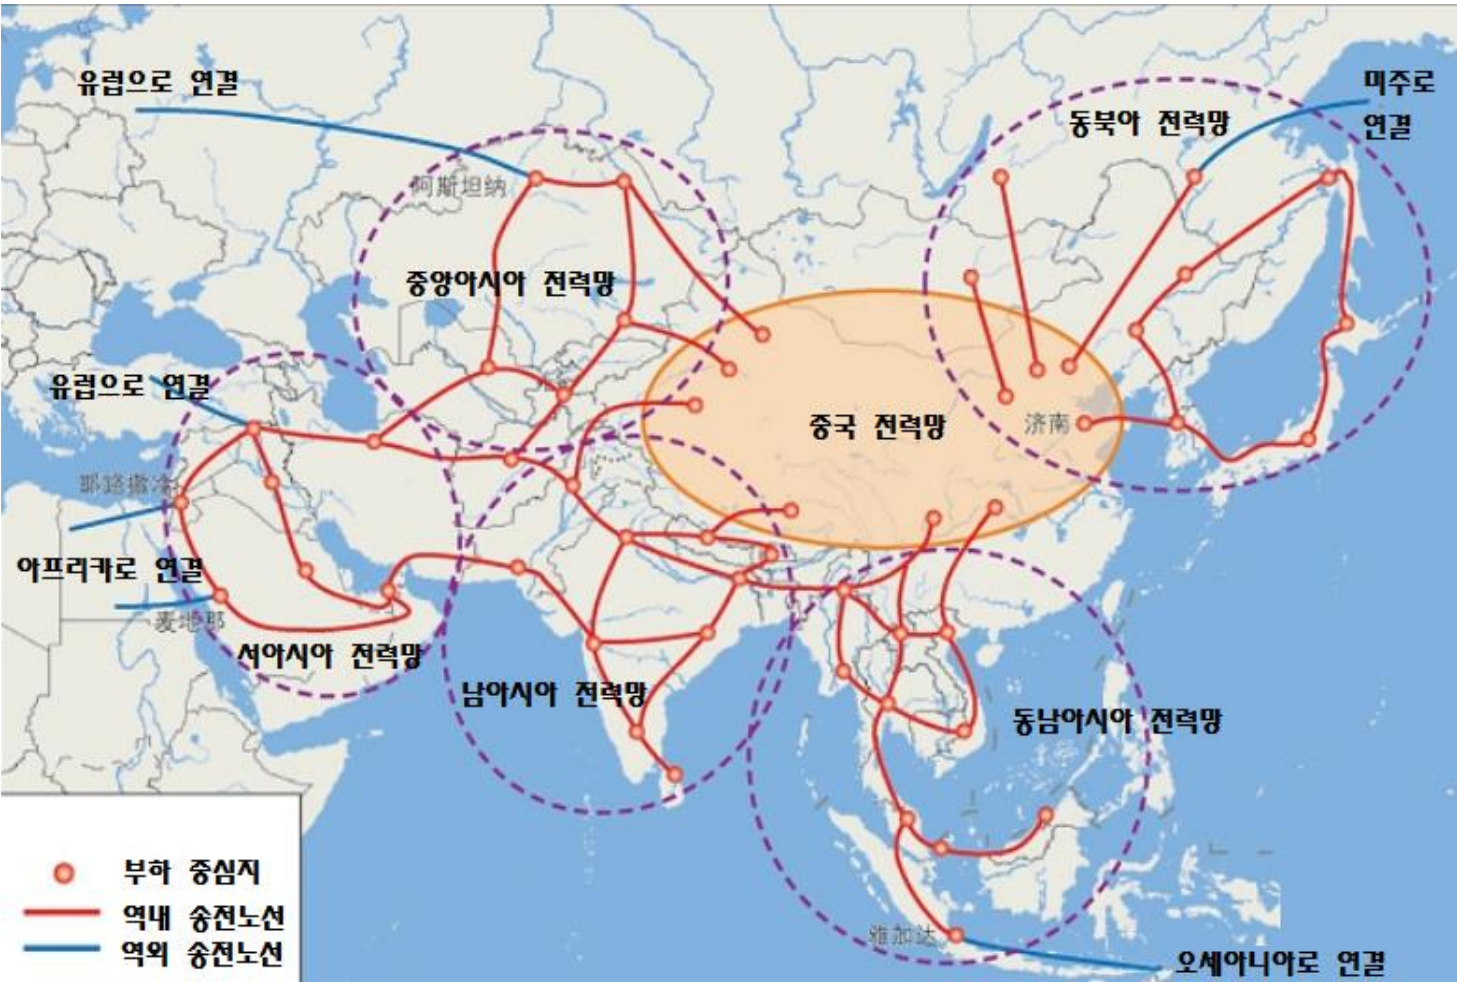 유럽으로 연결
미주로
연결
동북아 전력망
阿斯坦纳
중앙아시아 전력망
유럽으로 연결
중국 전력망
济南
耶路撒冷
아프리카로 연결
麦地那
서아시아 전력망
남아시아 전력망
동남아시아 전력망
부하 중심지
역내 송전노선
역외 송전노선
雅加达
오세아니아로 연결